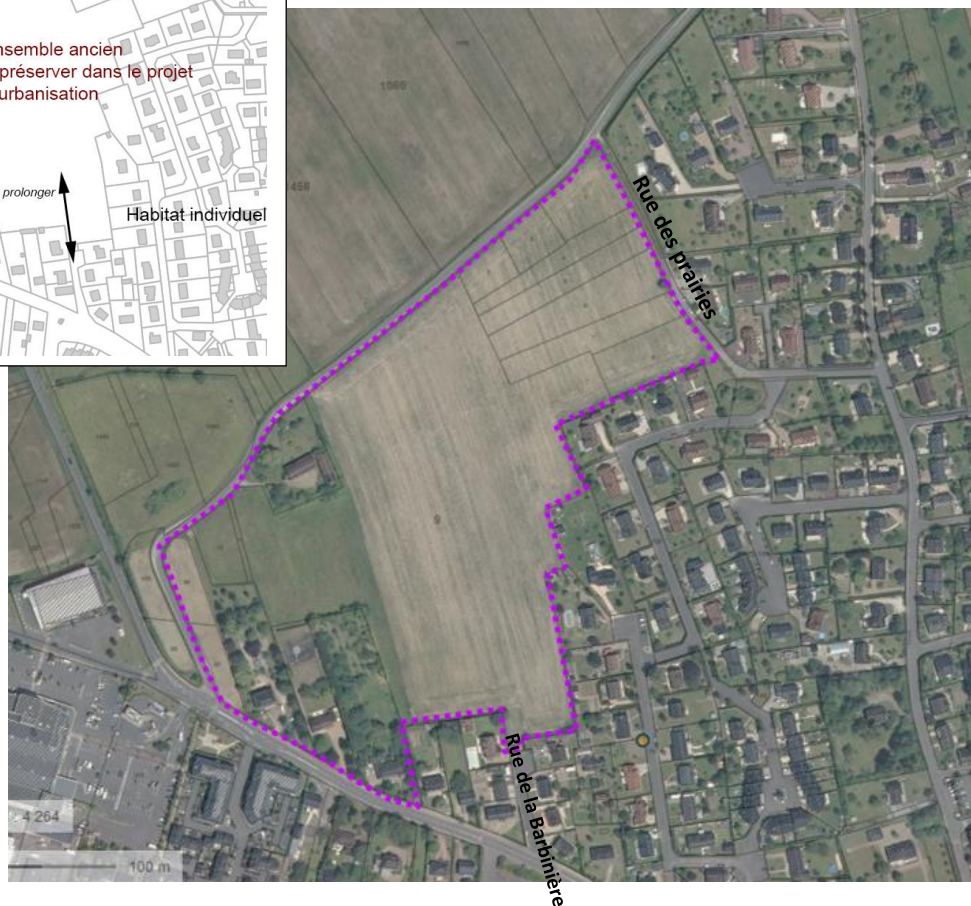 nsemble ancien
préserver dans le projet
urbanisation
prolonger
Habitat individuel
Rue des prairies
9
Rue de la Barbinière
4 264
100 m